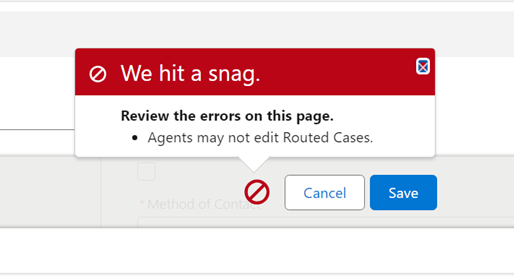 We hit a snag.
Review the errors on this page.
• Agents may not edit Routed Cases.
* Method of Contact
Cancel
Save